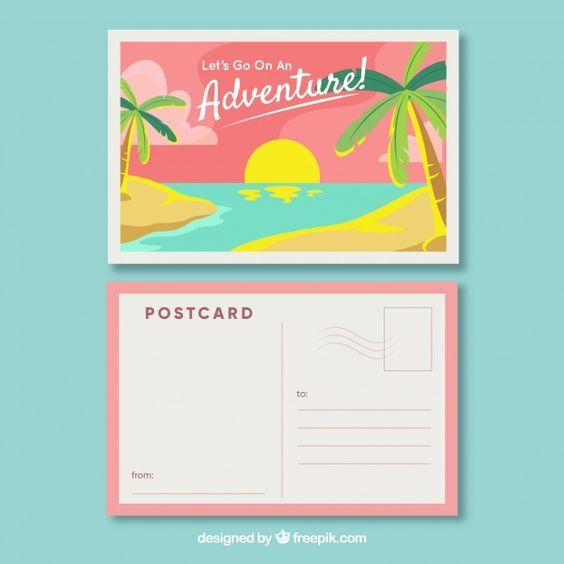 Let's Go On An
Adventure!
POSTCARD
to:
from:
designed by freepik.com